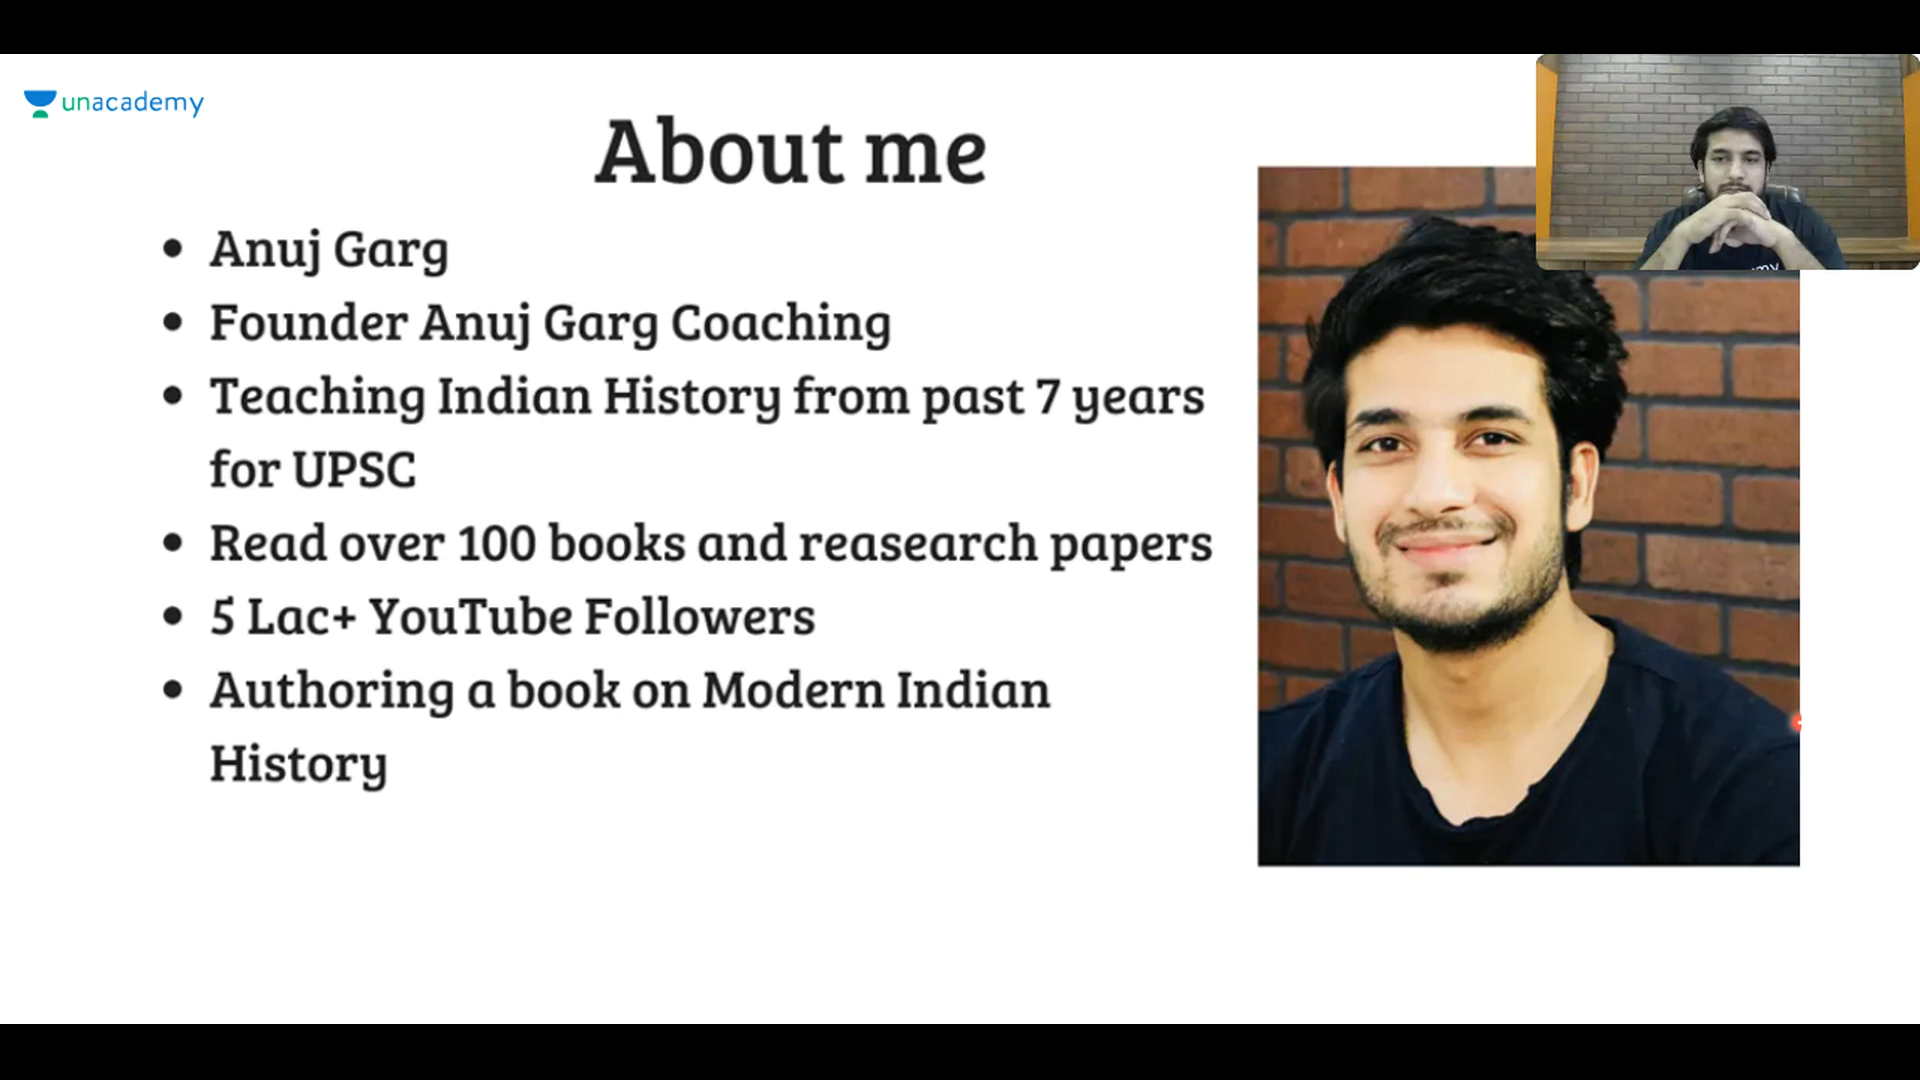 unacademy
About me
• Anuj Garg
• Founder Anuj Garg Coaching
• Teaching Indian History from past 7 years
for UPSC
• Read over 100 books and reasearch papers
• 5 Lac+ YouTube Followers
• Authoring a book on Modern Indian
History